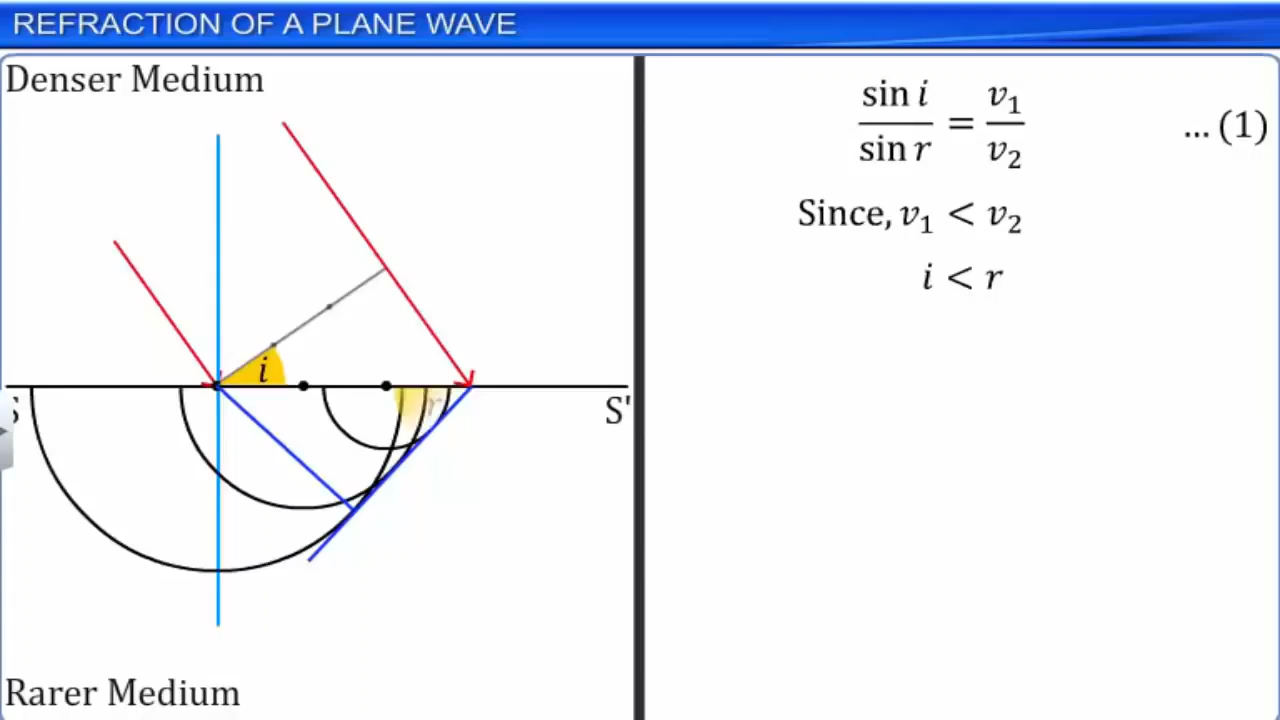 REFRACTION OF A PLANE WAVE
Denser Medium
i
r
S
S'
Rarer Medium
sin i / sin r = v₁ / v₂ ... (1)
Since, v₁ < v₂
i < r